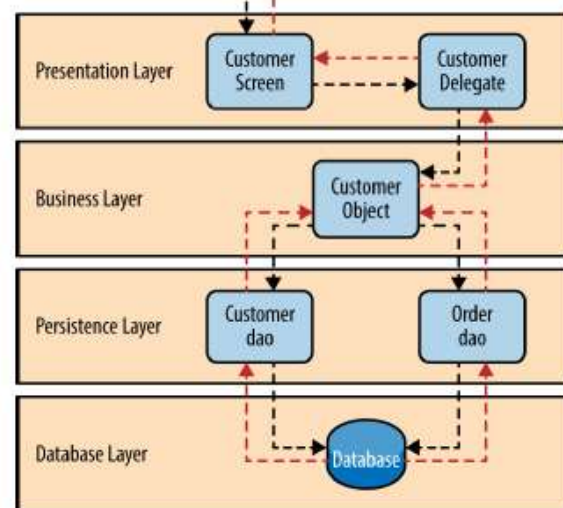 Presentation Layer
Customer
Screen
Customer
Delegate
Business Layer
Customer
Object
Persistence Layer
Customer
dao
Order
dao
Database Layer
Database